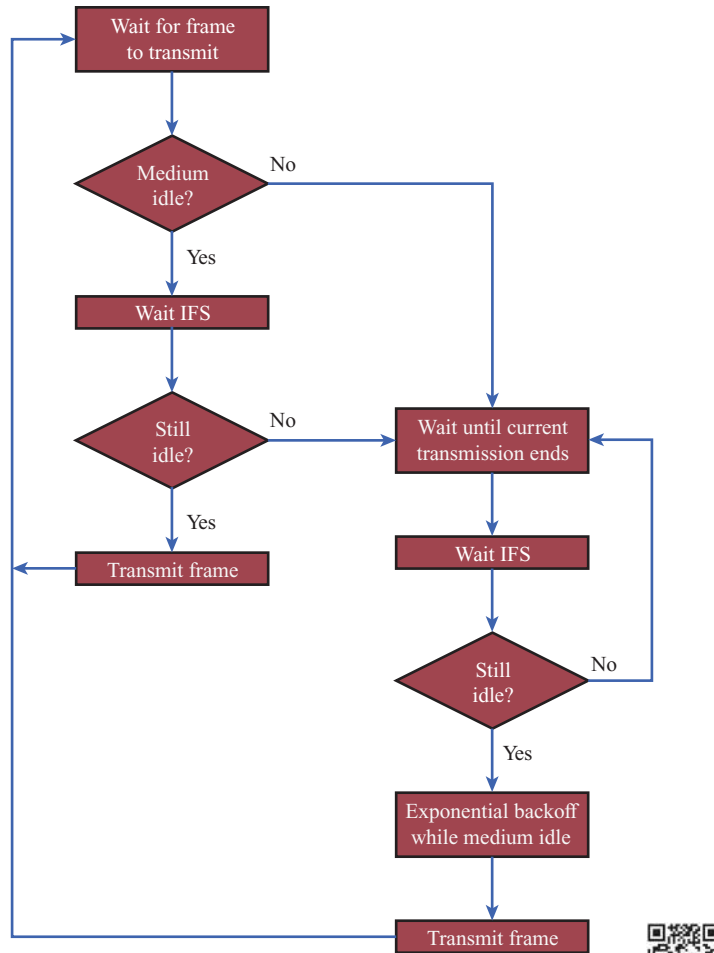 Wait for frame
to transmit
Medium
idle?
No
Yes
Wait IFS
Still
idle?
No
Yes
Transmit frame
Wait until current
transmission ends
Wait IFS
Still
idle?
No
Yes
Exponential backoff
while medium idle
Transmit frame